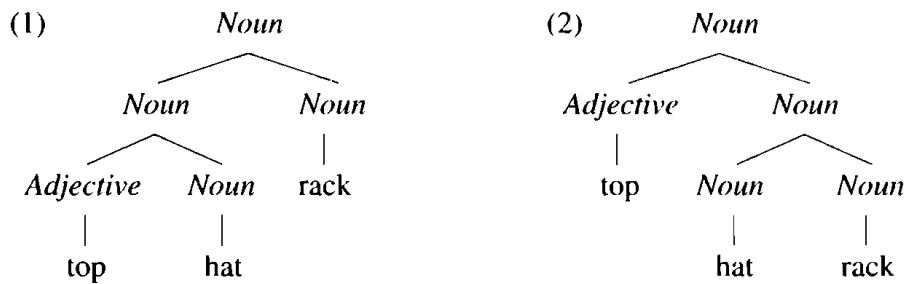 (1) Noun (2) Noun
Noun Noun Adjective Noun
Adjective Noun rack top Noun Noun
top hat hat rack